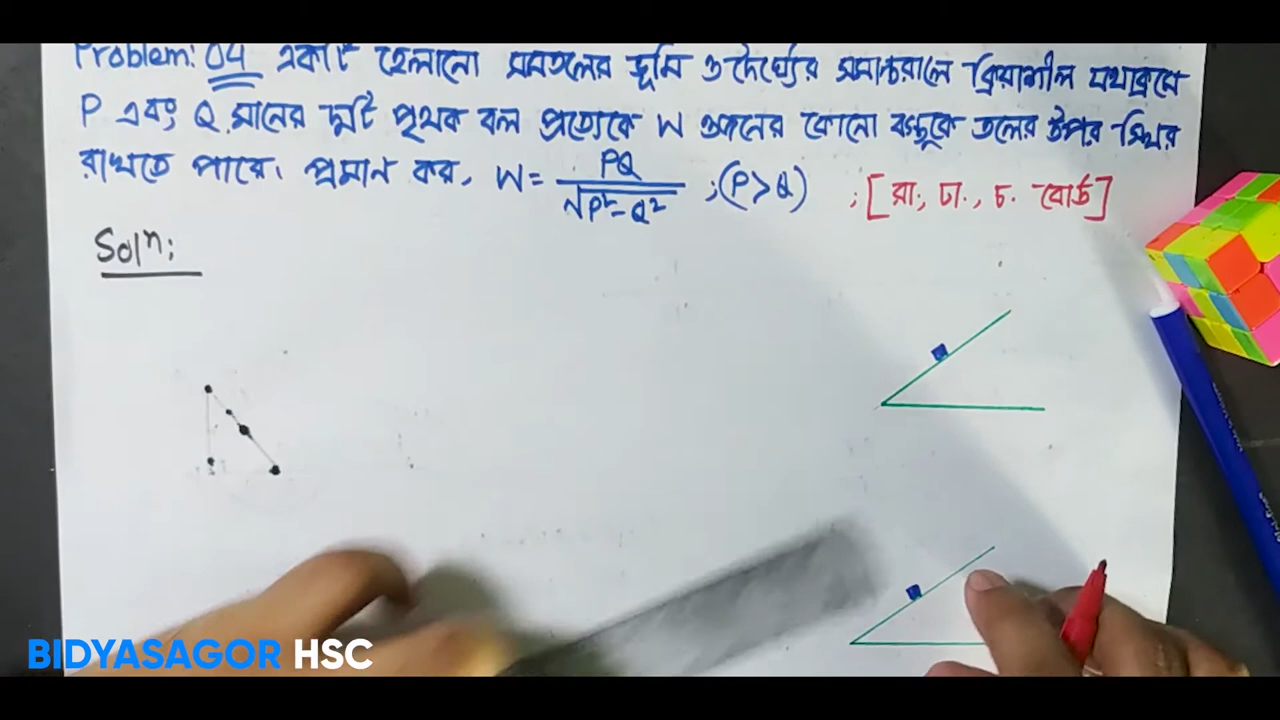 Problem: 04 একটি হেলানো সমতলের ভূমি ও দৈর্ঘ্যের সমান্তরালে ক্রিয়াশীল যথাক্রমে
P এবং Q মানের দুটি পৃথক বল প্রত্যেকে W ওজনের কোনো বস্তুকে তলের উপর স্থির
রাখতে পারে। প্রমাণ কর, W = PQ / √P²-Q² ; (P > Q) ; [রা:, ঢা., চ. বোর্ড]
Solⁿ:
BIDYASAGOR HSC